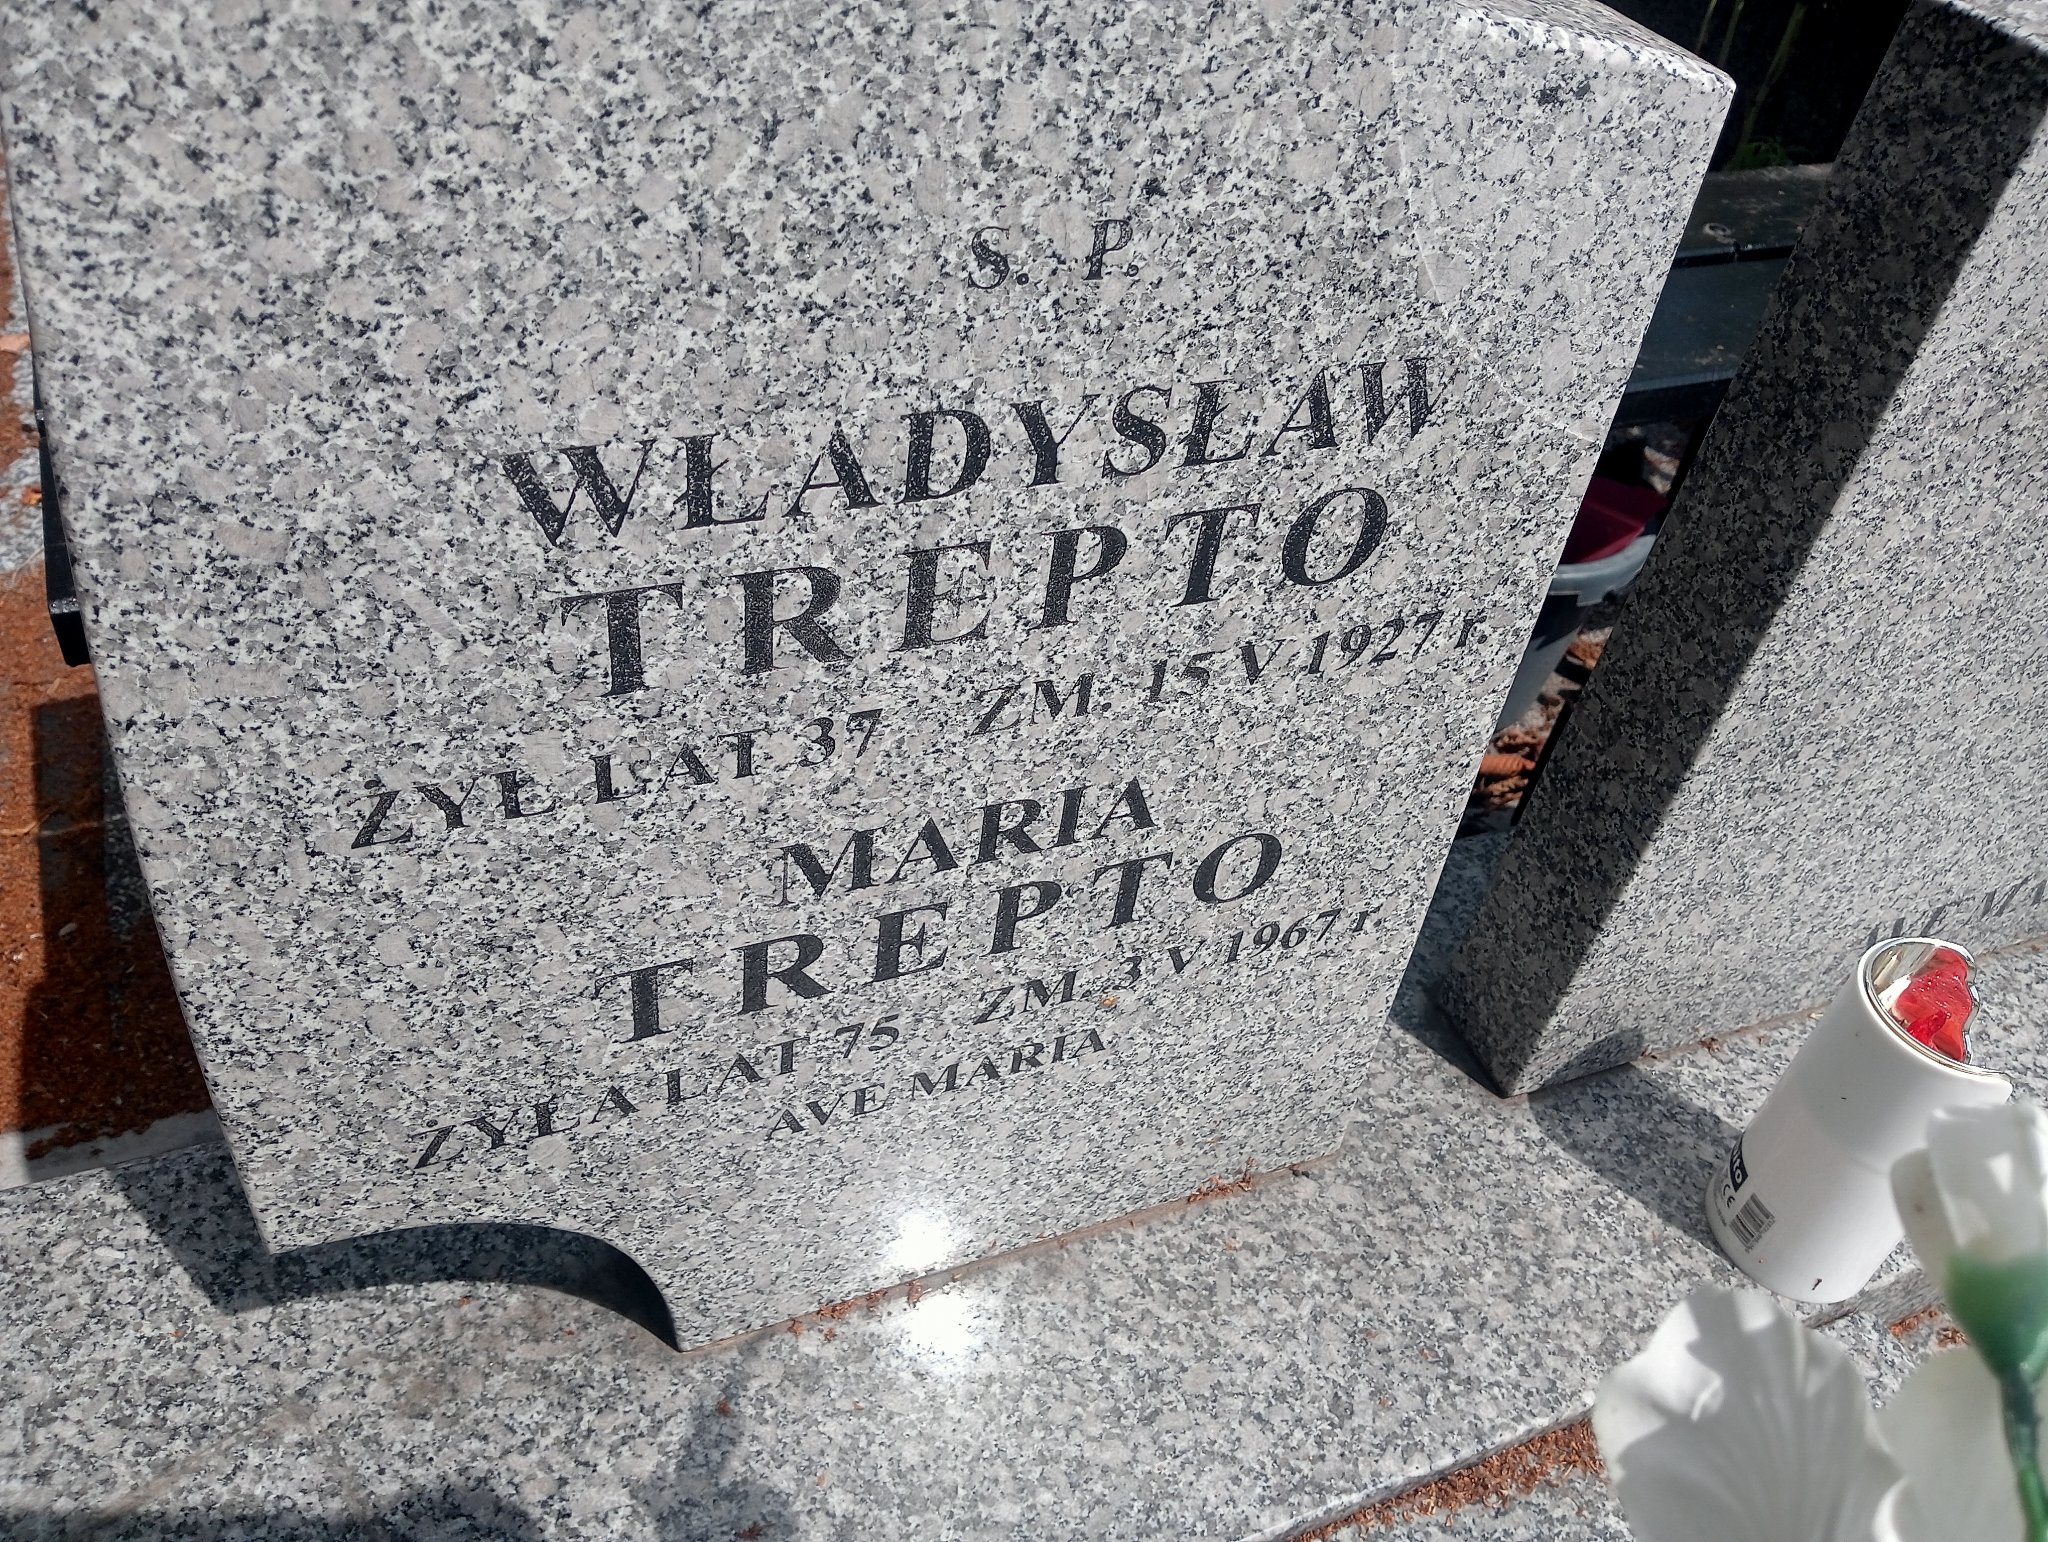 S. P.
WŁADYSŁAW
TREPTO
ŻYŁ LAT 37 ZM. 15 V 1927 r.
MARIA
TREPTO
ŻYŁA LAT 75 ZM. 3 V 1967 r.
AVE MARIA